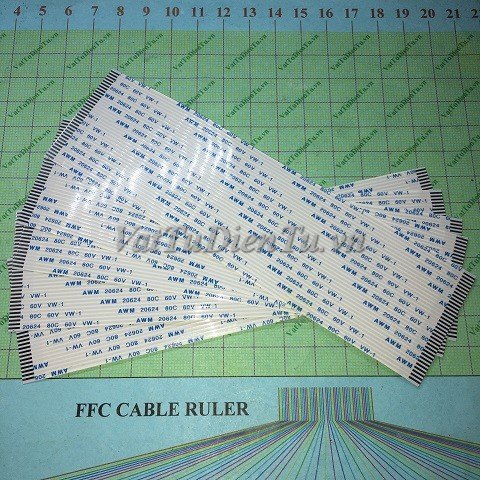 4 5 6 7 8 9 10 11 12 13 14 15 16 17 18 19 20 21 22
VatTuDienTu.vn
AWM 20624 80C 60V VW-1
FFC CABLE RULER